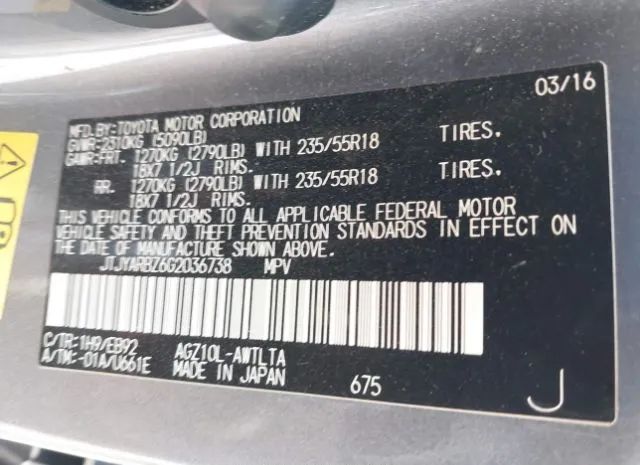 03/16
MFD.BY:TOYOTA MOTOR CORPORATION
GVWR-2310KG (5090LB)
GAWR-FRT. 1270KG (2790LB) WITH 235/55R18 TIRES,
18X7 1/2J RIMS.
RR. 1270KG (2790LB) WITH 235/55R18 TIRES,
18X7 1/2J RIMS.
THIS VEHICLE CONFORMS TO ALL APPLICABLE FEDERAL MOTOR
VEHICLE SAFETY AND THEFT PREVENTION STANDARDS IN EFFECT ON
THE DATE OF MANUFACTURE SHOWN ABOVE.
JTJYARBZ6G2036738 MPV
C/TR:1H9/EB92 AGZ10L-AWTLTA
A/TM:-01A/U661E MADE IN JAPAN 675 J